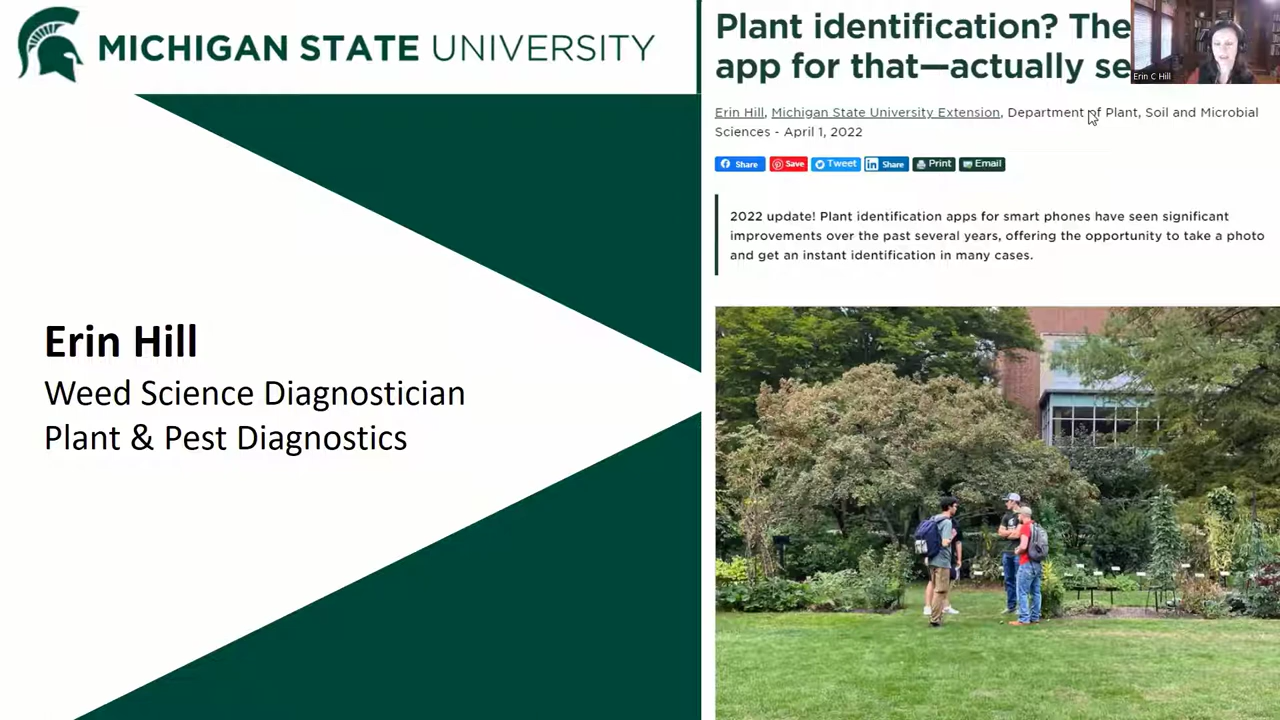 MICHIGAN STATE UNIVERSITY
Erin Hill
Weed Science Diagnostician
Plant & Pest Diagnostics
Plant identification? The
app for that—actually se
Erin C Hill
Erin Hill, Michigan State University Extension, Department of Plant, Soil and Microbial
Sciences - April 1, 2022
Share Save Tweet Share Print Email
2022 update! Plant identification apps for smart phones have seen significant
improvements over the past several years, offering the opportunity to take a photo
and get an instant identification in many cases.